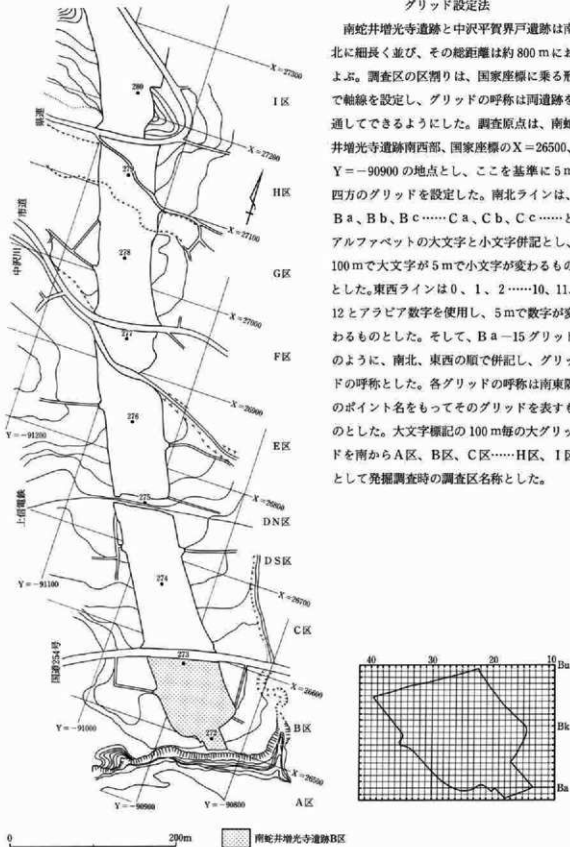 グリッド設定法
南蛇井増光寺遺跡と中沢平賀界戸遺跡は南
北に細長く並び、その総距離は約800mにお
よぶ。調査区の区割りは、国家座標に乗る形
で軸線を設定し、グリッドの呼称は両遺跡を
通してできるようにした。調査原点は、南蛇
井増光寺遺跡南西部、国家座標のX=26500、
Y=-90900の地点とし、ここを基準に5m
四方のグリッドを設定した。南北ラインは、
Ba、Bb、Bc……Ca、Cb、Cc……と
アルファベットの大文字と小文字併記とし、
100mで大文字が5mで小文字が変わるもの
とした。東西ラインは0、1、2……10、11、
12とアラビア数字を使用し、5mで数字が変
わるものとした。そして、Ba-15グリット
のように、南北、東西の順で併記し、グリッ
ドの呼称とした。各グリッドの呼称は南東隅
のポイント名をもってそのグリッドを表すも
のとした。大文字標記の100m毎の大グリッ
ドを南からA区、B区、C区……H区、I区
として発掘調査時の調査区名称とした。
280
X=27300
I区
県道
X=27200
279
H区
X=27100
市道
中沢川
278
G区
X=27000
277
F区
X=26900
276
Y=-91200
E区
X=26800
上信電鉄
275
DN区
DS区
Y=-91100
274
X=26700
C区
国道254号
273
X=26600
Y=-91000
272
B区
X=26500
Y=-90900
Y=-90800
A区
0 200m
南蛇井増光寺遺跡B区
40 30 20 10
Bu
Bk
Ba